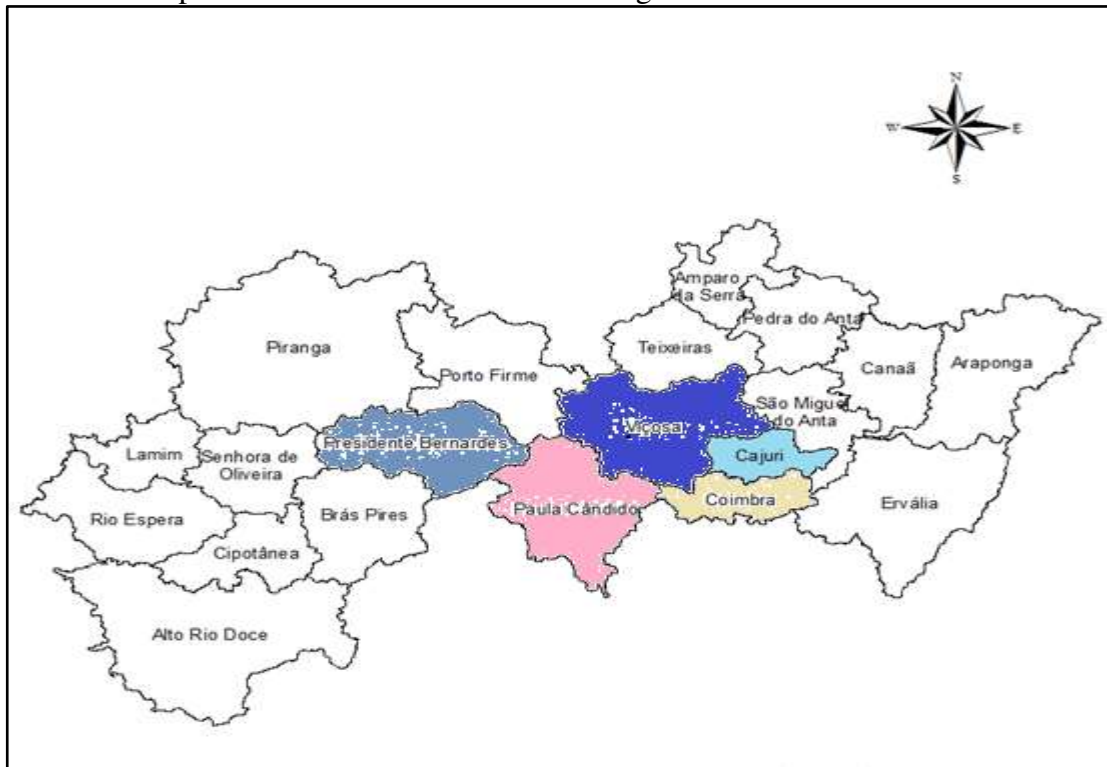 N
W
E
S
Amparo
da Serra
Pedra do Anta
Teixeiras
Piranga
Canaã
Araponga
Porto Firme
São Miguel
do Anta
Viçosa
Presidente Bernardes
Lamim
Senhora de
Oliveira
Cajuri
Coimbra
Ervália
Rio Espera
Brás Pires
Paula Cândido
Cipotânea
Alto Rio Doce